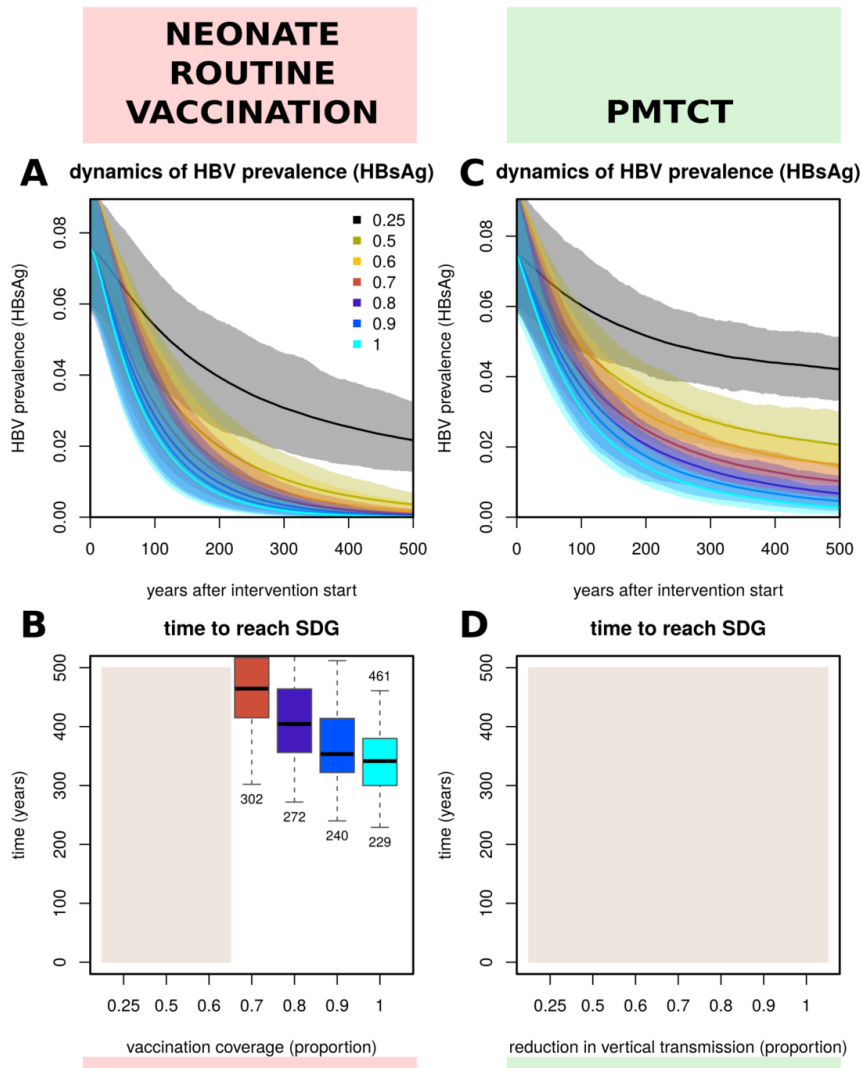 NEONATE
ROUTINE
VACCINATION
PMTCT
A dynamics of HBV prevalence (HBsAg)
HBV prevalence (HBsAg)
0.08
0.06
0.04
0.02
0.00
0.25
0.5
0.6
0.7
0.8
0.9
1
0 100 200 300 400 500
years after intervention start
C dynamics of HBV prevalence (HBsAg)
HBV prevalence (HBsAg)
0.08
0.06
0.04
0.02
0.00
0 100 200 300 400 500
years after intervention start
B time to reach SDG
time (years)
500
400
300
200
100
0
461
302
272
240
229
0.25 0.5 0.6 0.7 0.8 0.9 1
vaccination coverage (proportion)
D time to reach SDG
time (years)
500
400
300
200
100
0
0.25 0.5 0.6 0.7 0.8 0.9 1
reduction in vertical transmission (proportion)